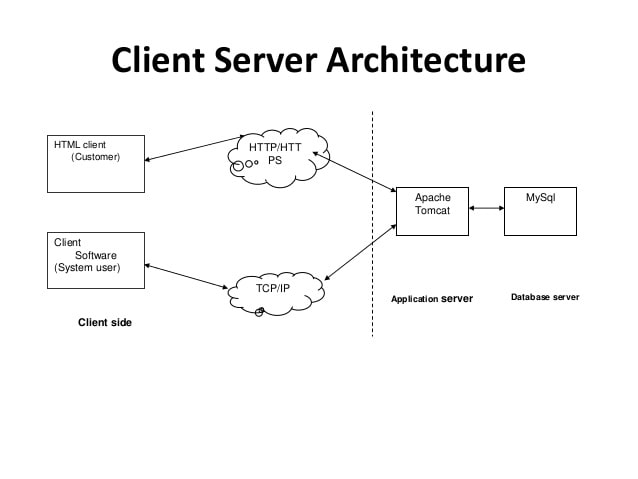 Client Server Architecture
HTML client
(Customer)
HTTP/HTT
PS
Apache
Tomcat
MySql
Client
Software
(System user)
TCP/IP
Application server
Database server
Client side